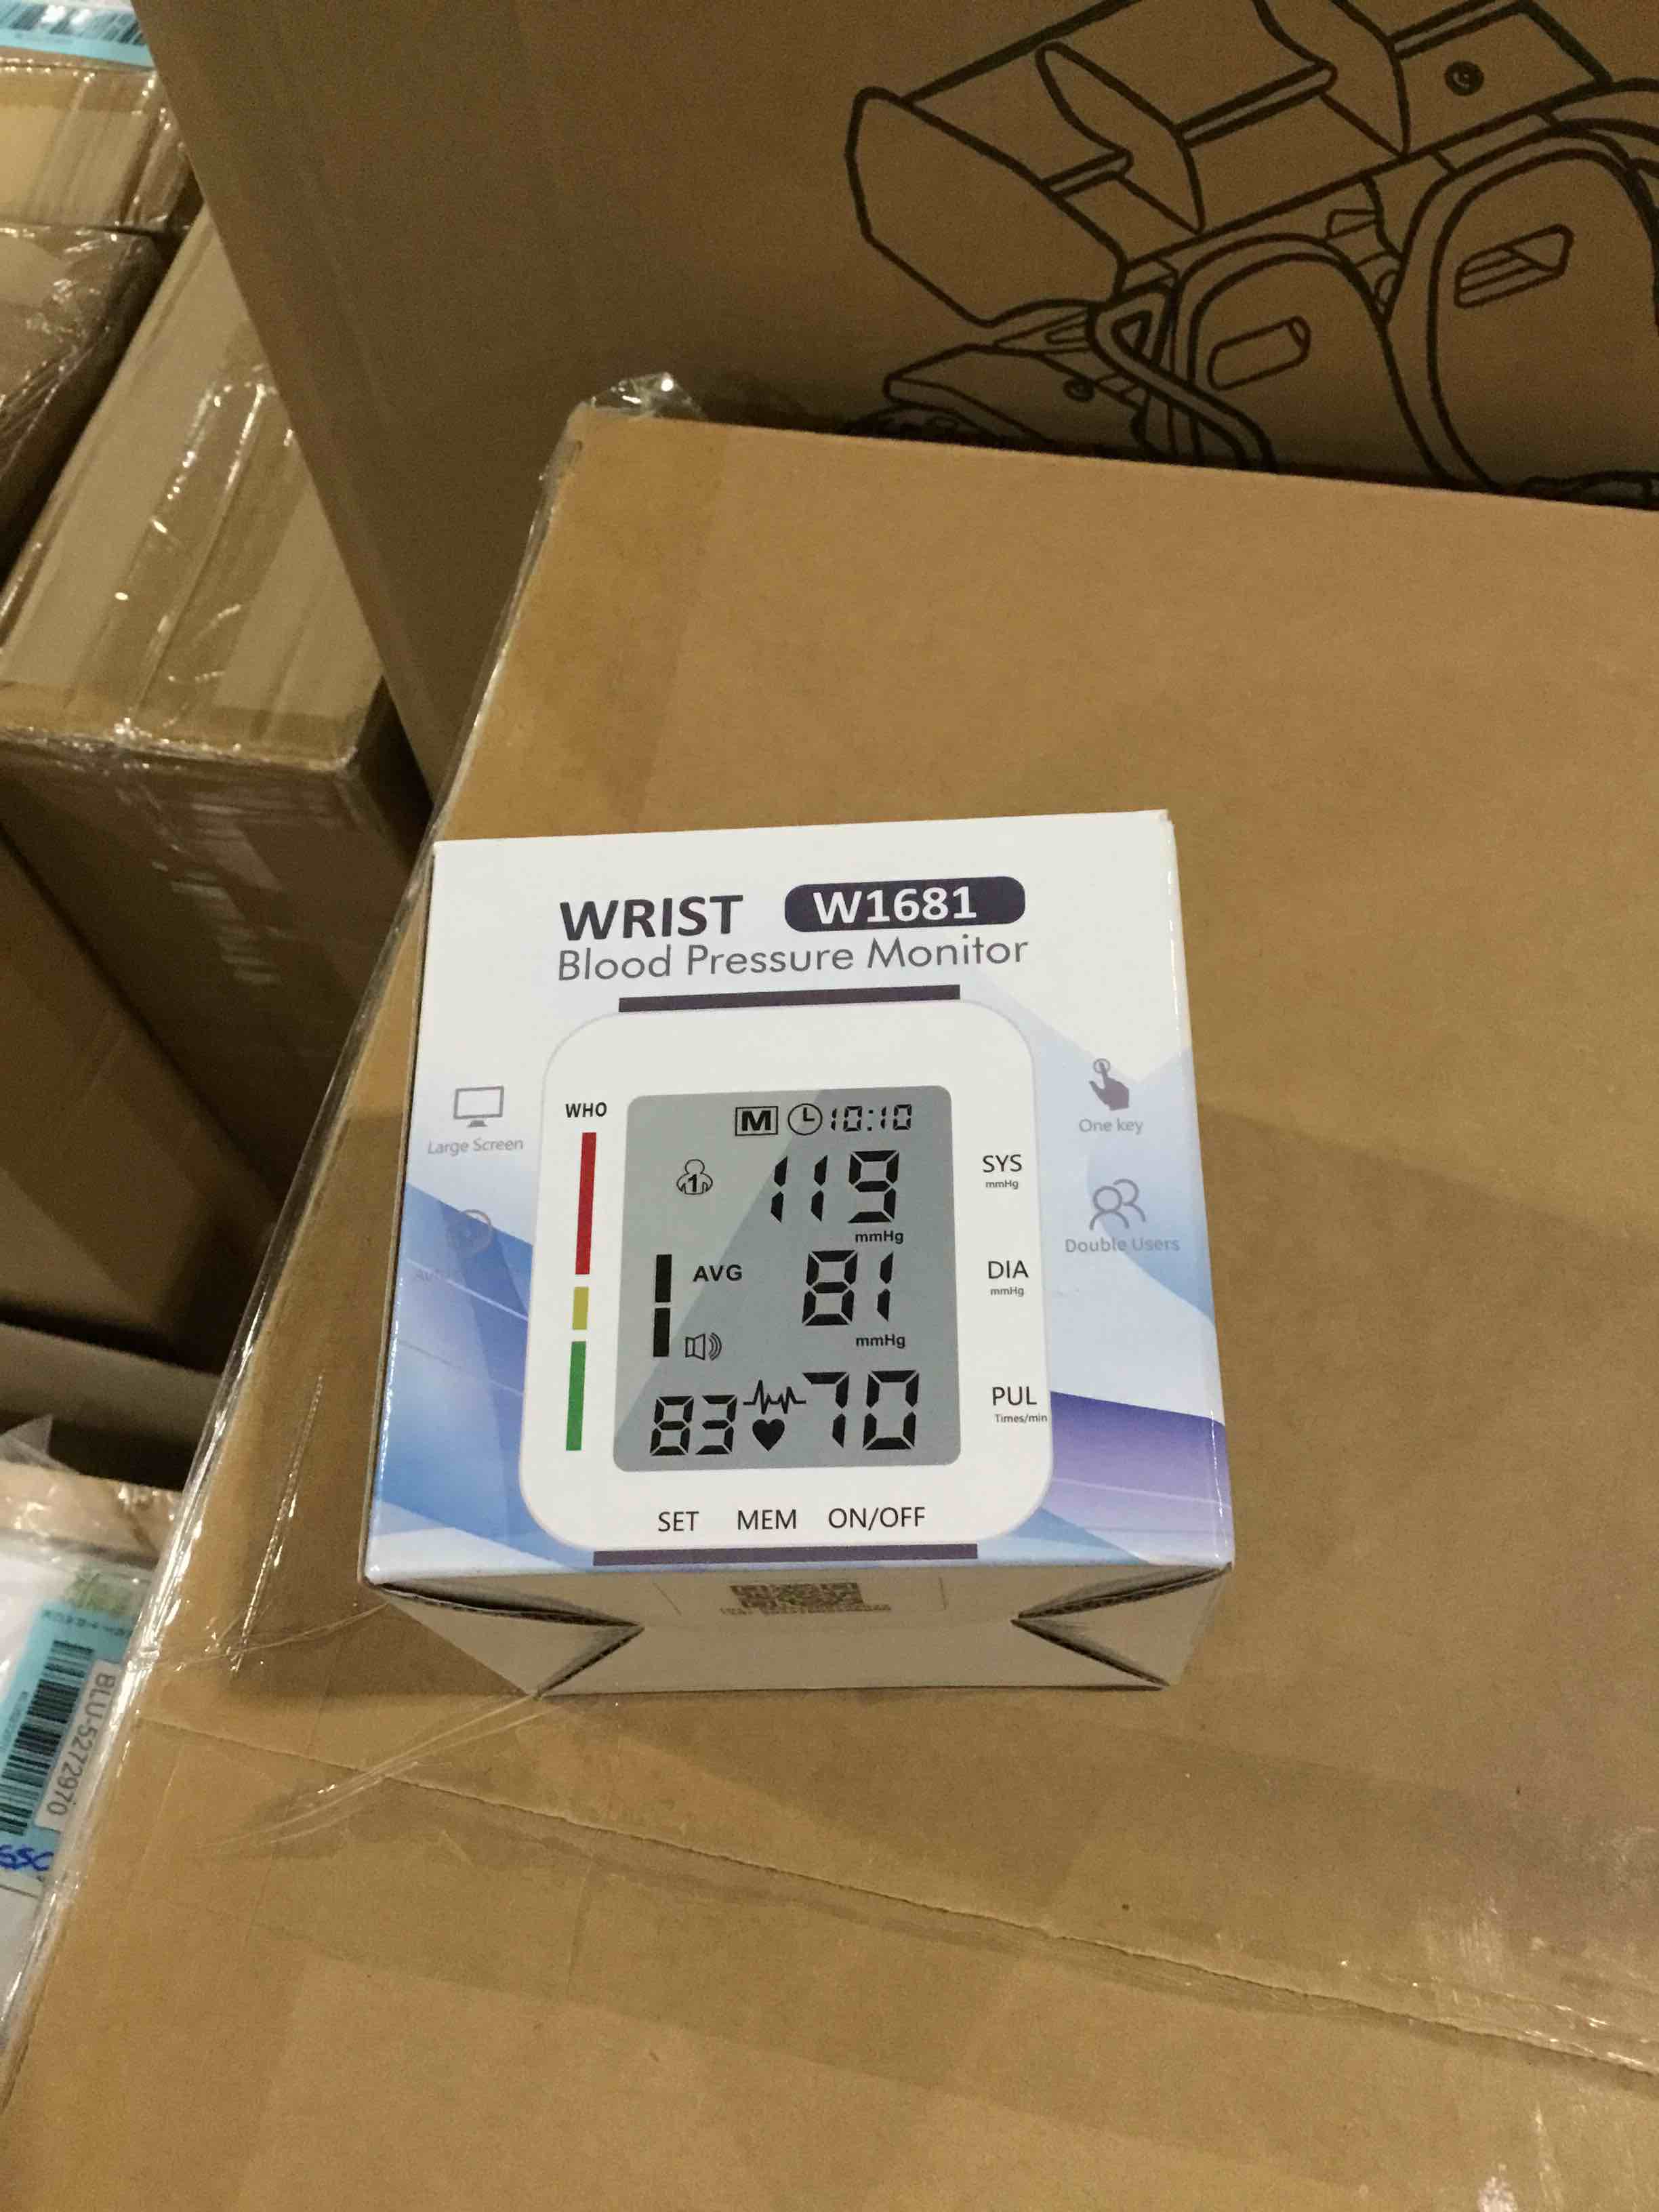 WRIST W1681
Blood Pressure Monitor
WHO
M 10:10
Large Screen
One key
1 119 SYS
mmHg
mmHg
Double Users
AVG 81 DIA
mmHg
mmHg
83 70 PUL
Times/min
SET MEM ON/OFF
BLU-5272970